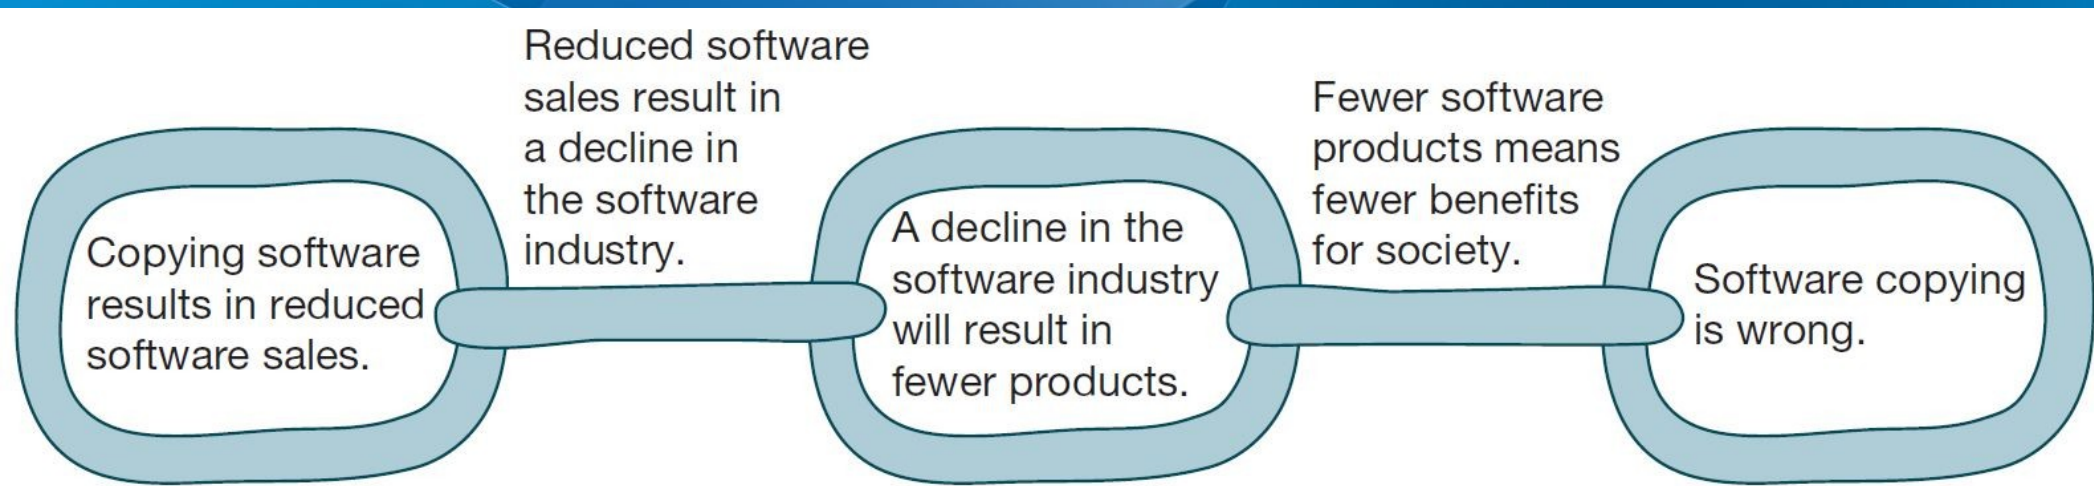 Copying software
results in reduced
software sales.
Reduced software
sales result in
a decline in
the software
industry.
A decline in the
software industry
will result in
fewer products.
Fewer software
products means
fewer benefits
for society.
Software copying
is wrong.